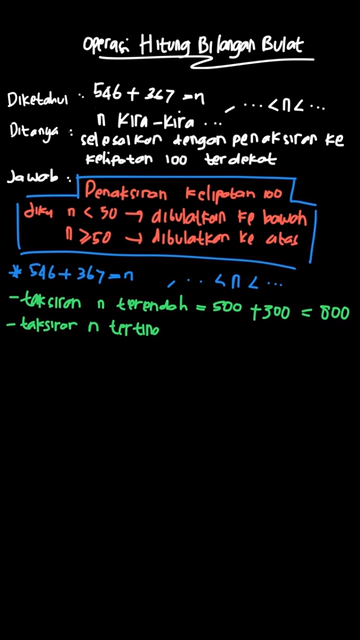 Operasi Hitung Bilangan Bulat
Diketahui : 546 + 367 = n
Ditanya : n kira-kira ... , ... < n < ...
selesaikan dengan penaksiran ke
kelipatan 100 terdekat
Jawab :
Penaksiran kelipatan 100
jika n < 50 → dibulatkan ke bawah
n ≥ 50 → dibulatkan ke atas
* 546 + 367 = n , ... < n < ...
- taksiran n terendah = 500 + 300 = 800
- taksiran n tertin